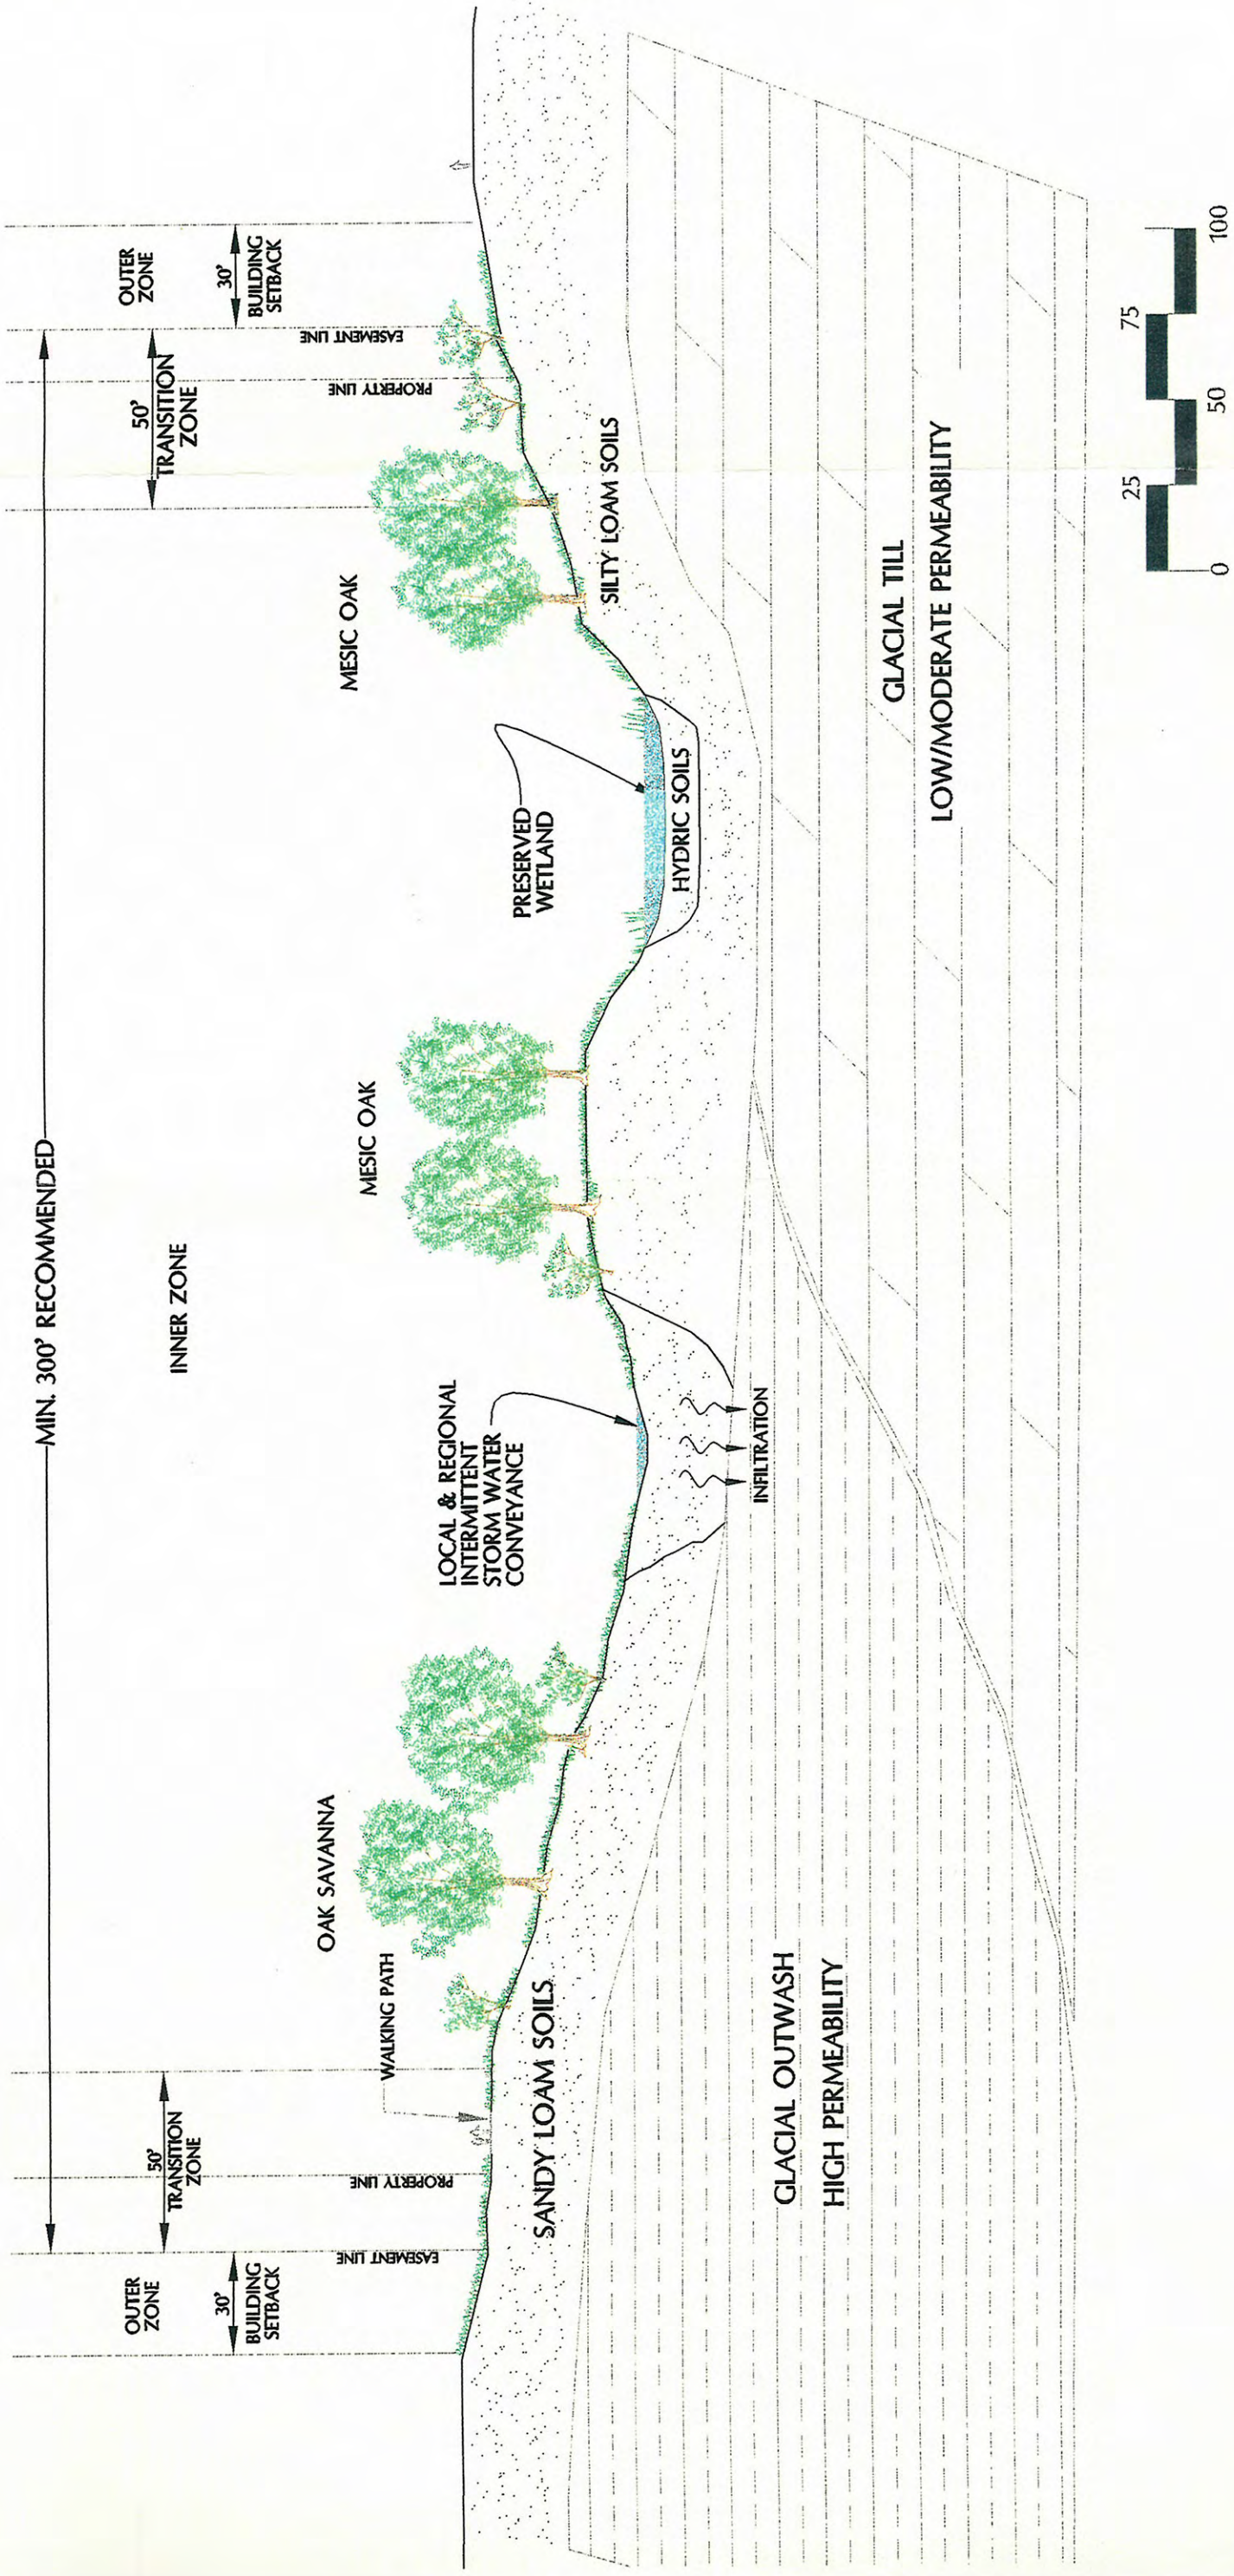 MIN. 300' RECOMMENDED
OUTER
ZONE
50'
TRANSITION
ZONE
INNER ZONE
50'
TRANSITION
ZONE
OUTER
ZONE
30'
BUILDING
SETBACK
30'
BUILDING
SETBACK
EASEMENT LINE
PROPERTY LINE
PROPERTY LINE
EASEMENT LINE
WALKING PATH
OAK SAVANNA
MESIC OAK
MESIC OAK
LOCAL & REGIONAL
INTERMITTENT
STORM WATER
CONVEYANCE
PRESERVED
WETLAND
SANDY LOAM SOILS
SILTY LOAM SOILS
HYDRIC SOILS
INFILTRATION
GLACIAL OUTWASH
HIGH PERMEABILITY
GLACIAL TILL
LOW/MODERATE PERMEABILITY
25
75
0
50
100